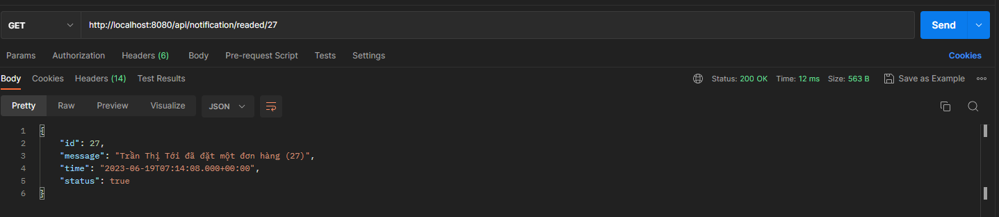 GET http://localhost:8080/api/notification/readed/27 Send
Params Authorization Headers (6) Body Pre-request Script Tests Settings Cookies
Body Cookies Headers (14) Test Results Status: 200 OK Time: 12 ms Size: 563 B Save as Example
Pretty Raw Preview Visualize JSON
1 {
2 "id": 27,
3 "message": "Trần Thị Tới đã đặt một đơn hàng (27)",
4 "time": "2023-06-19T07:14:08.000+00:00",
5 "status": true
6 }